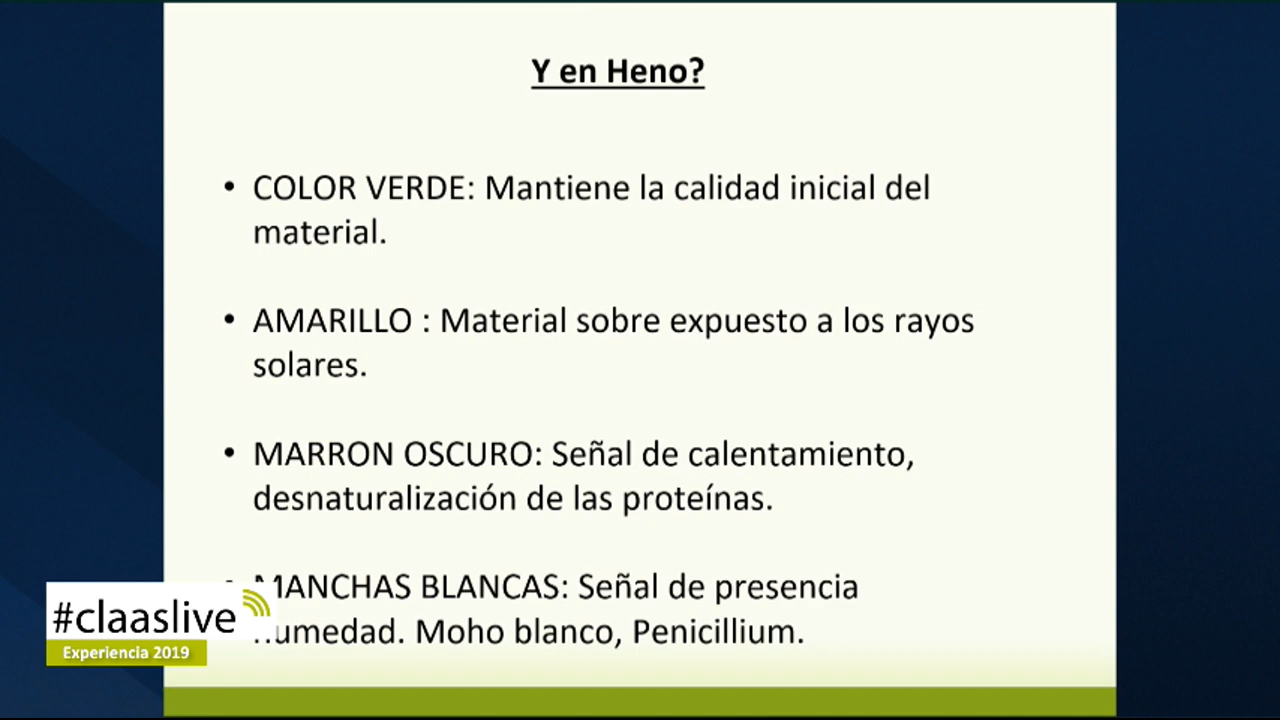 Y en Heno?
• COLOR VERDE: Mantiene la calidad inicial del
material.
• AMARILLO : Material sobre expuesto a los rayos
solares.
• MARRON OSCURO: Señal de calentamiento,
desnaturalización de las proteínas.
• MANCHAS BLANCAS: Señal de presencia
humedad. Moho blanco, Penicillium.
#claaslive
Experiencia 2019